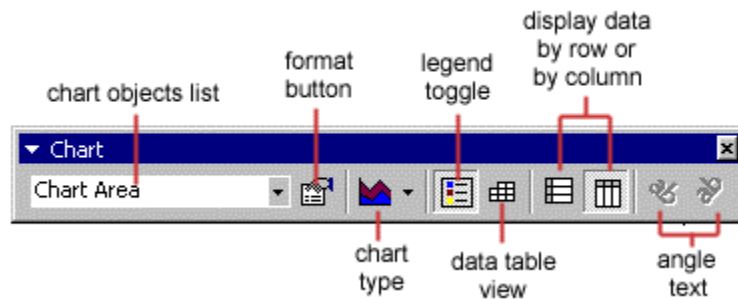 display data
by row or
by column
format
button
legend
toggle
chart objects list
Chart
Chart Area
chart
type
data table
view
angle
text